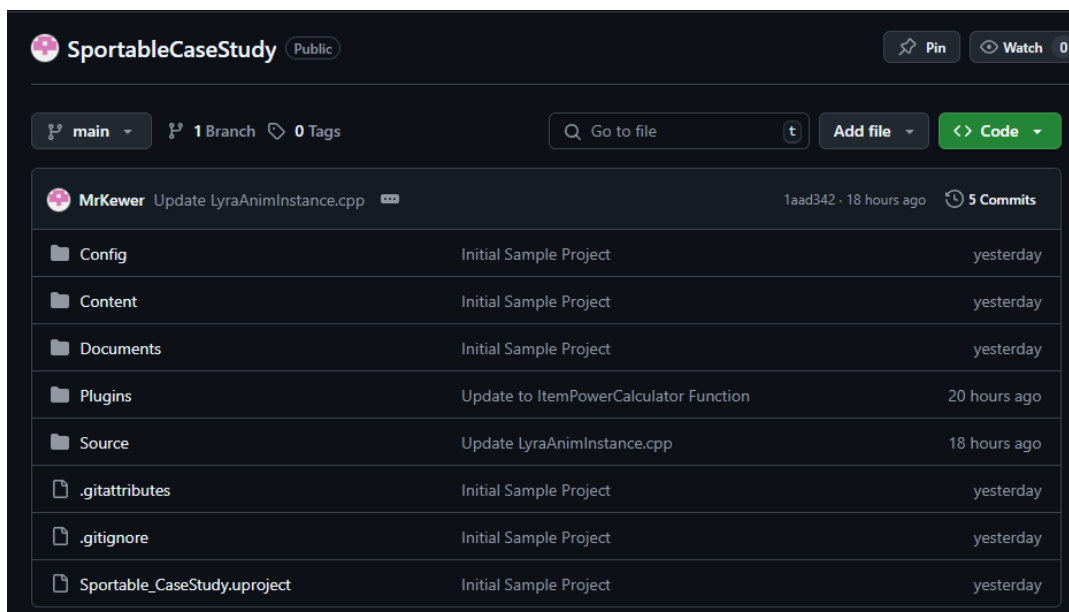 SportableCaseStudy Public Pin Watch 0
main 1 Branch 0 Tags Go to file t Add file <> Code
MrKewer Update LyraAnimInstance.cpp 1aad342 · 18 hours ago 5 Commits
Config Initial Sample Project yesterday
Content Initial Sample Project yesterday
Documents Initial Sample Project yesterday
Plugins Update to ItemPowerCalculator Function 20 hours ago
Source Update LyraAnimInstance.cpp 18 hours ago
.gitattributes Initial Sample Project yesterday
.gitignore Initial Sample Project yesterday
Sportable_CaseStudy.uproject Initial Sample Project yesterday